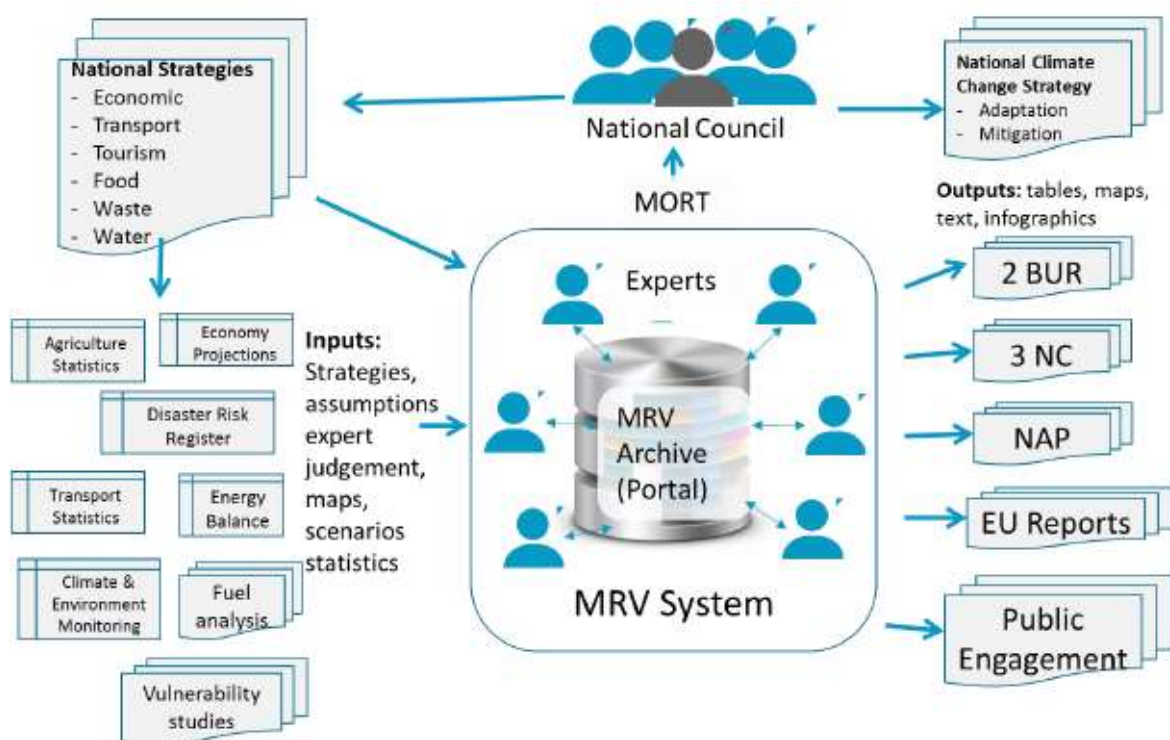 National Strategies
- Economic
- Transport
- Tourism
- Food
- Waste
- Water
National Council
MORT
National Climate
Change Strategy
- Adaptation
- Mitigation
Agriculture
Statistics
Economy
Projections
Disaster Risk
Register
Transport
Statistics
Energy
Balance
Climate &
Environment
Monitoring
Fuel
analysis
Vulnerability
studies
Inputs:
Strategies,
assumptions
expert
judgement,
maps,
scenarios
statistics
Experts
MRV
Archive
(Portal)
MRV System
Outputs: tables, maps,
text, infographics
2 BUR
3 NC
NAP
EU Reports
Public
Engagement